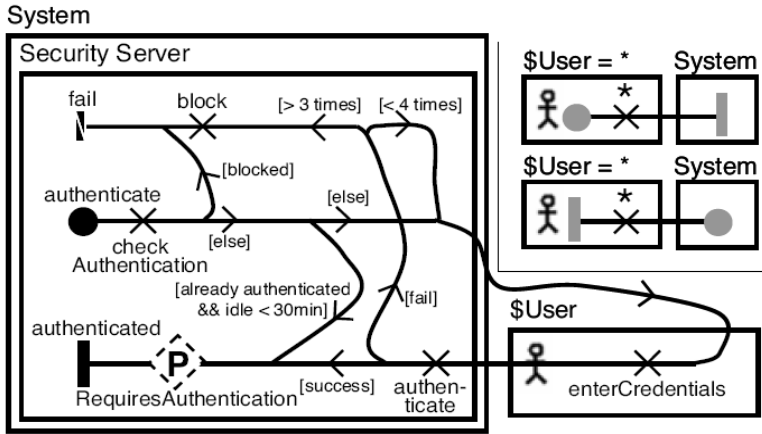 System
Security Server
$User = *
System
*
fail
block
[> 3 times]
[< 4 times]
[blocked]
$User = *
System
*
authenticate
[else]
check
Authentication
[else]
[already authenticated
&& idle < 30min]
[fail]
$User
authenticated
P
RequiresAuthentication
[success]
authen-
ticate
enterCredentials